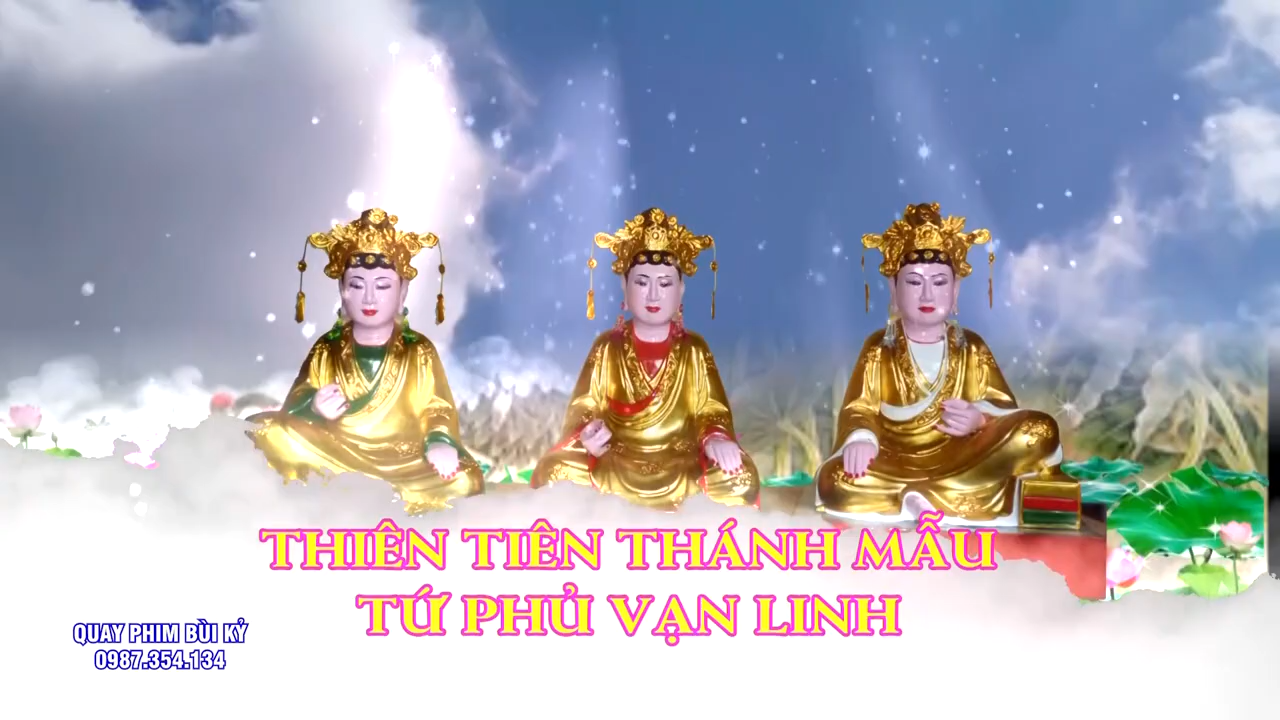 THIÊN TIÊN THÁNH MẪU
TỨ PHỦ VẠN LINH
QUAY PHIM BÙI KỶ
0987.354.134